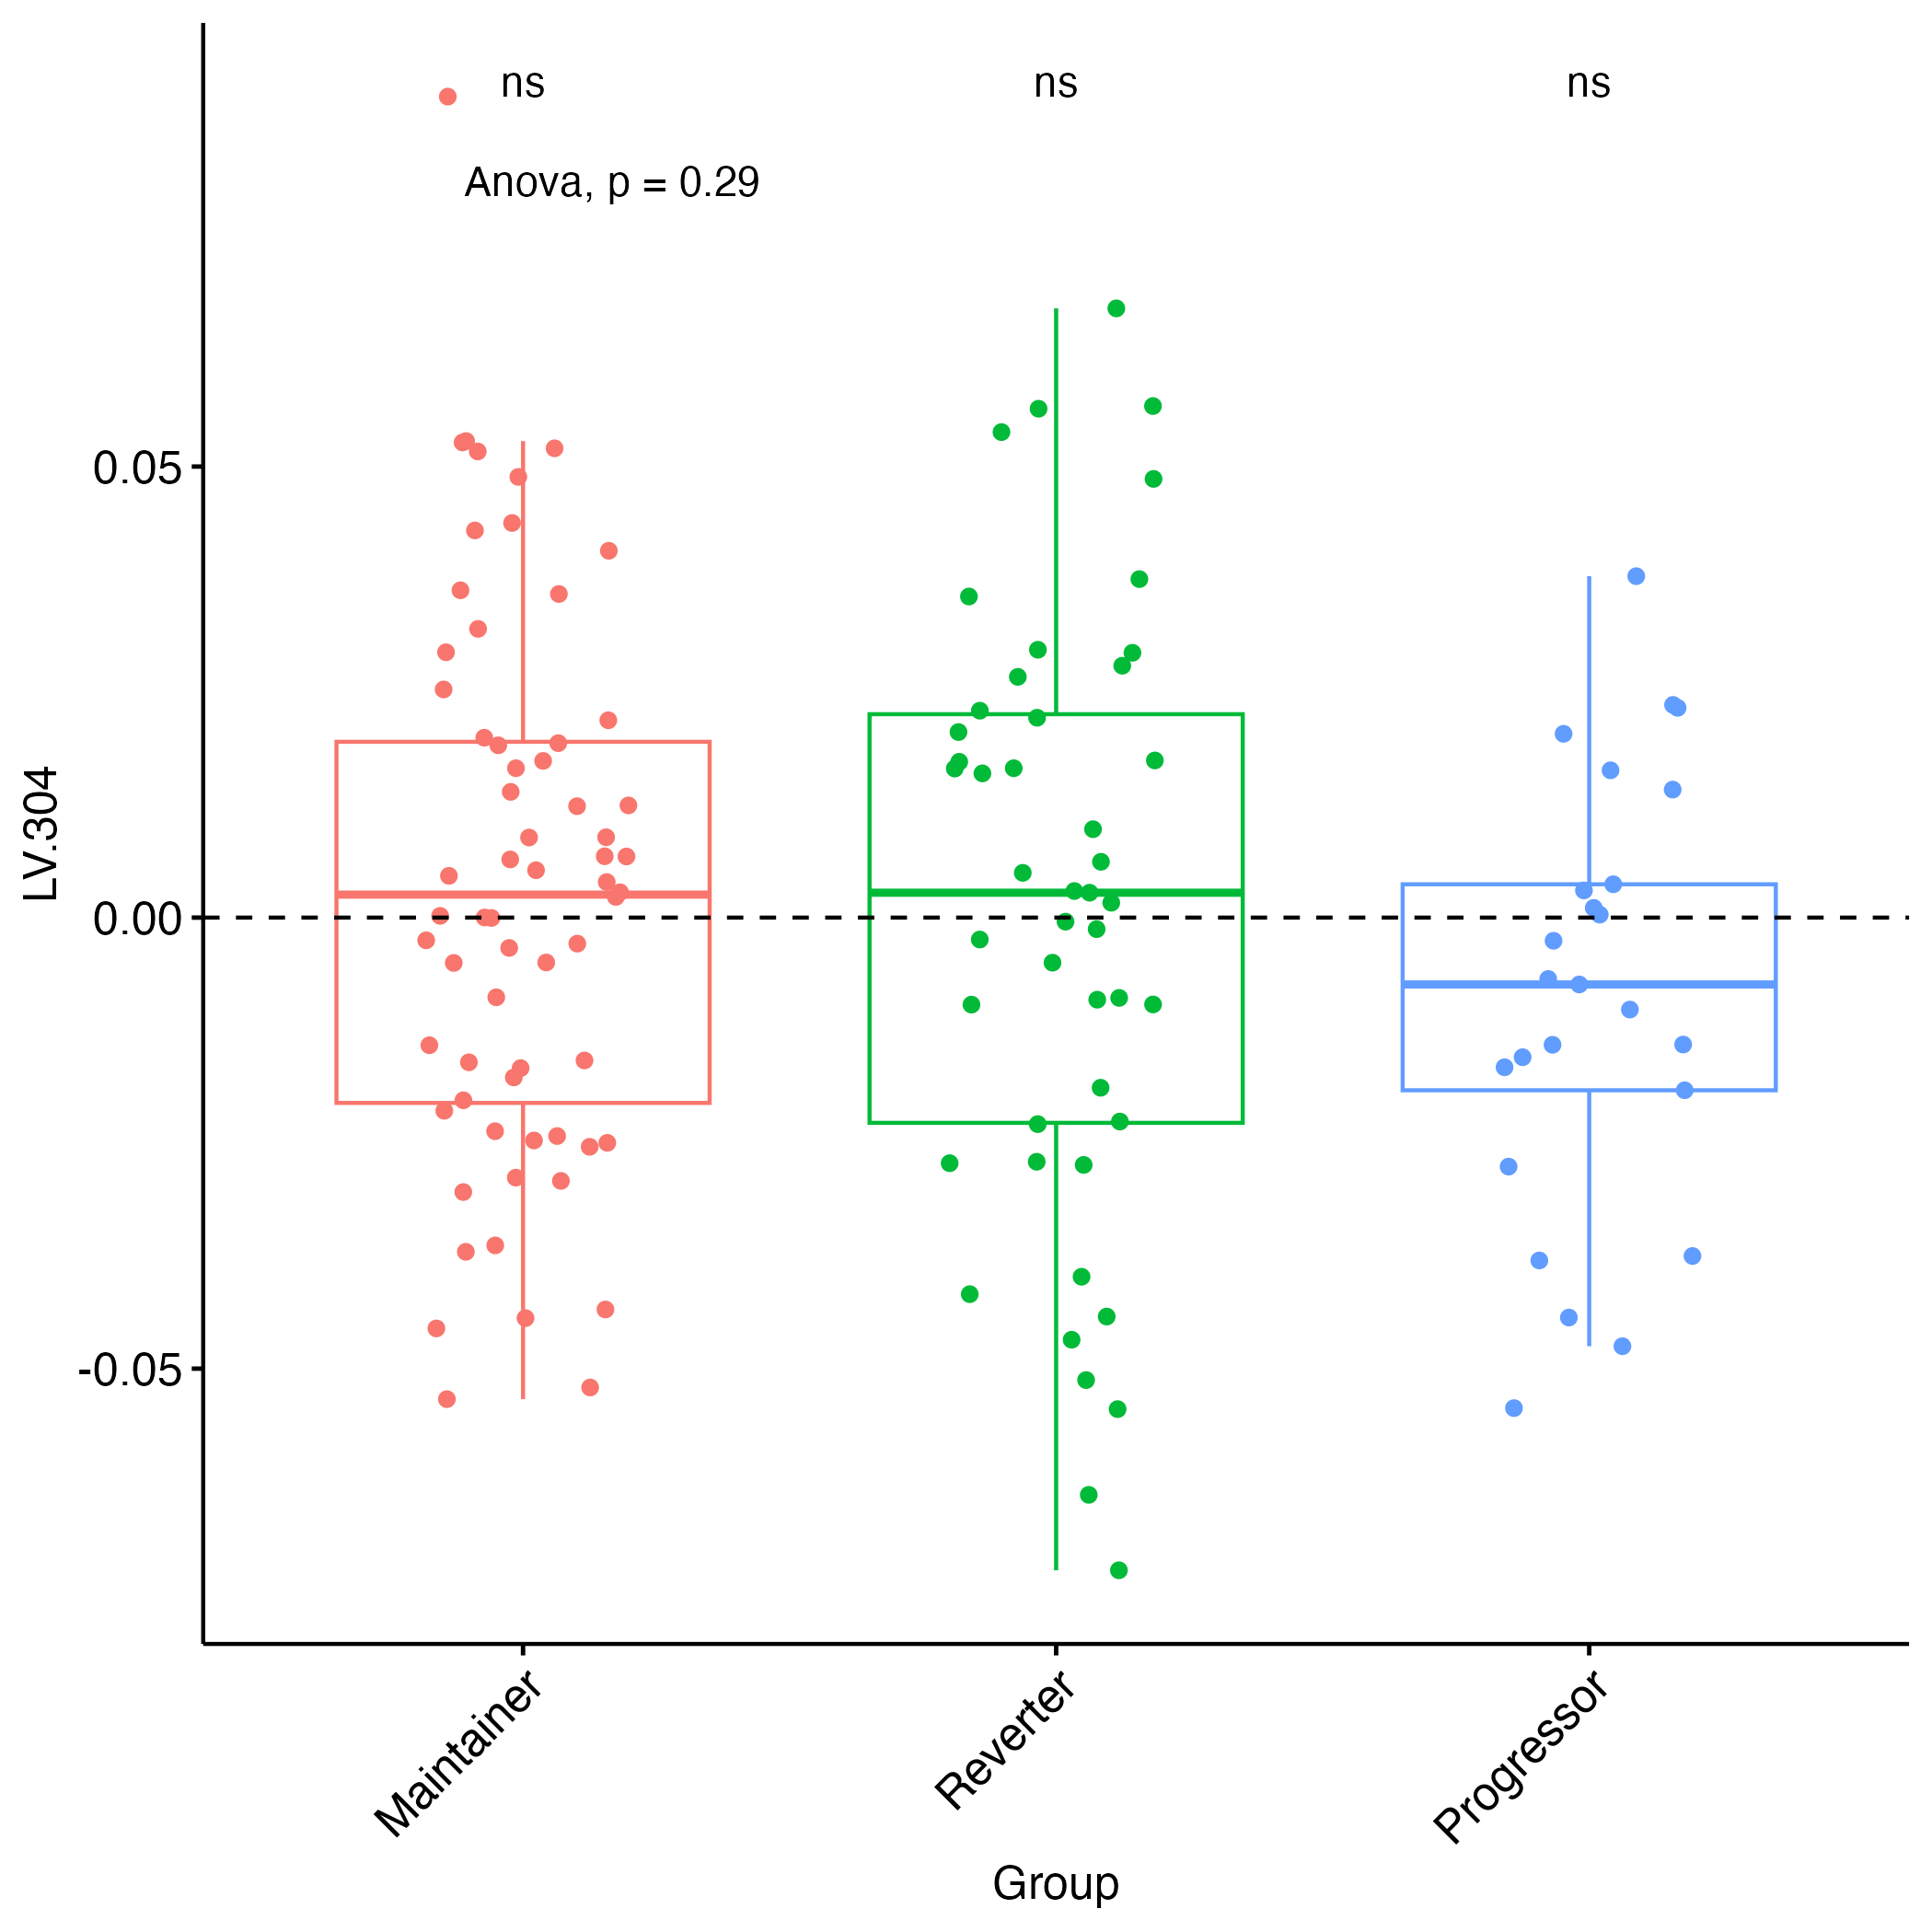 ns ns ns
Anova, p = 0.29
0.05
0.00
-0.05
LV.304
Maintainer
Reverter
Progressor
Group